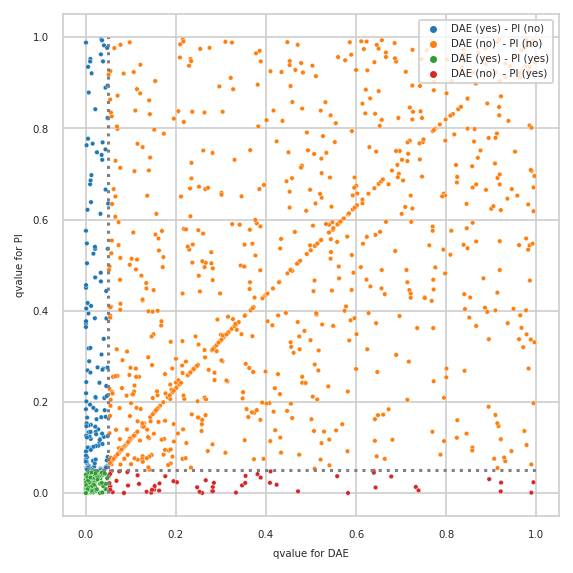 DAE (yes) - PI (no)
DAE (no)  - PI (no)
DAE (yes) - PI (yes)
DAE (no)  - PI (yes)
1.0
0.8
0.6
0.4
0.2
0.0
qvalue for PI
0.0 0.2 0.4 0.6 0.8 1.0
qvalue for DAE